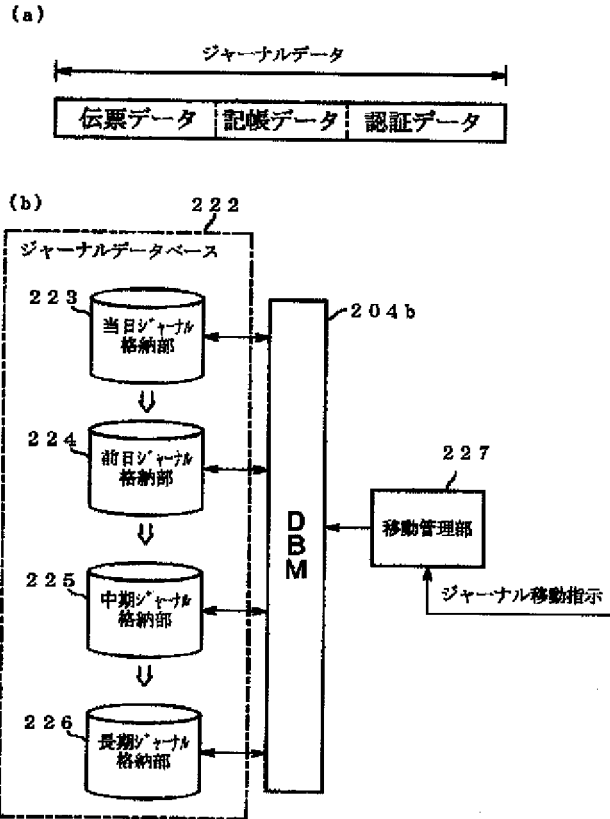 (a)
ジャーナルデータ
伝票データ 記帳データ 認証データ
(b)
222
ジャーナルデータベース
223
当日ジャーナル
格納部
204b
224
前日ジャーナル
格納部
227
DBM
移動管理部
225
中期ジャーナル
格納部
ジャーナル移動指示
226
長期ジャーナル
格納部